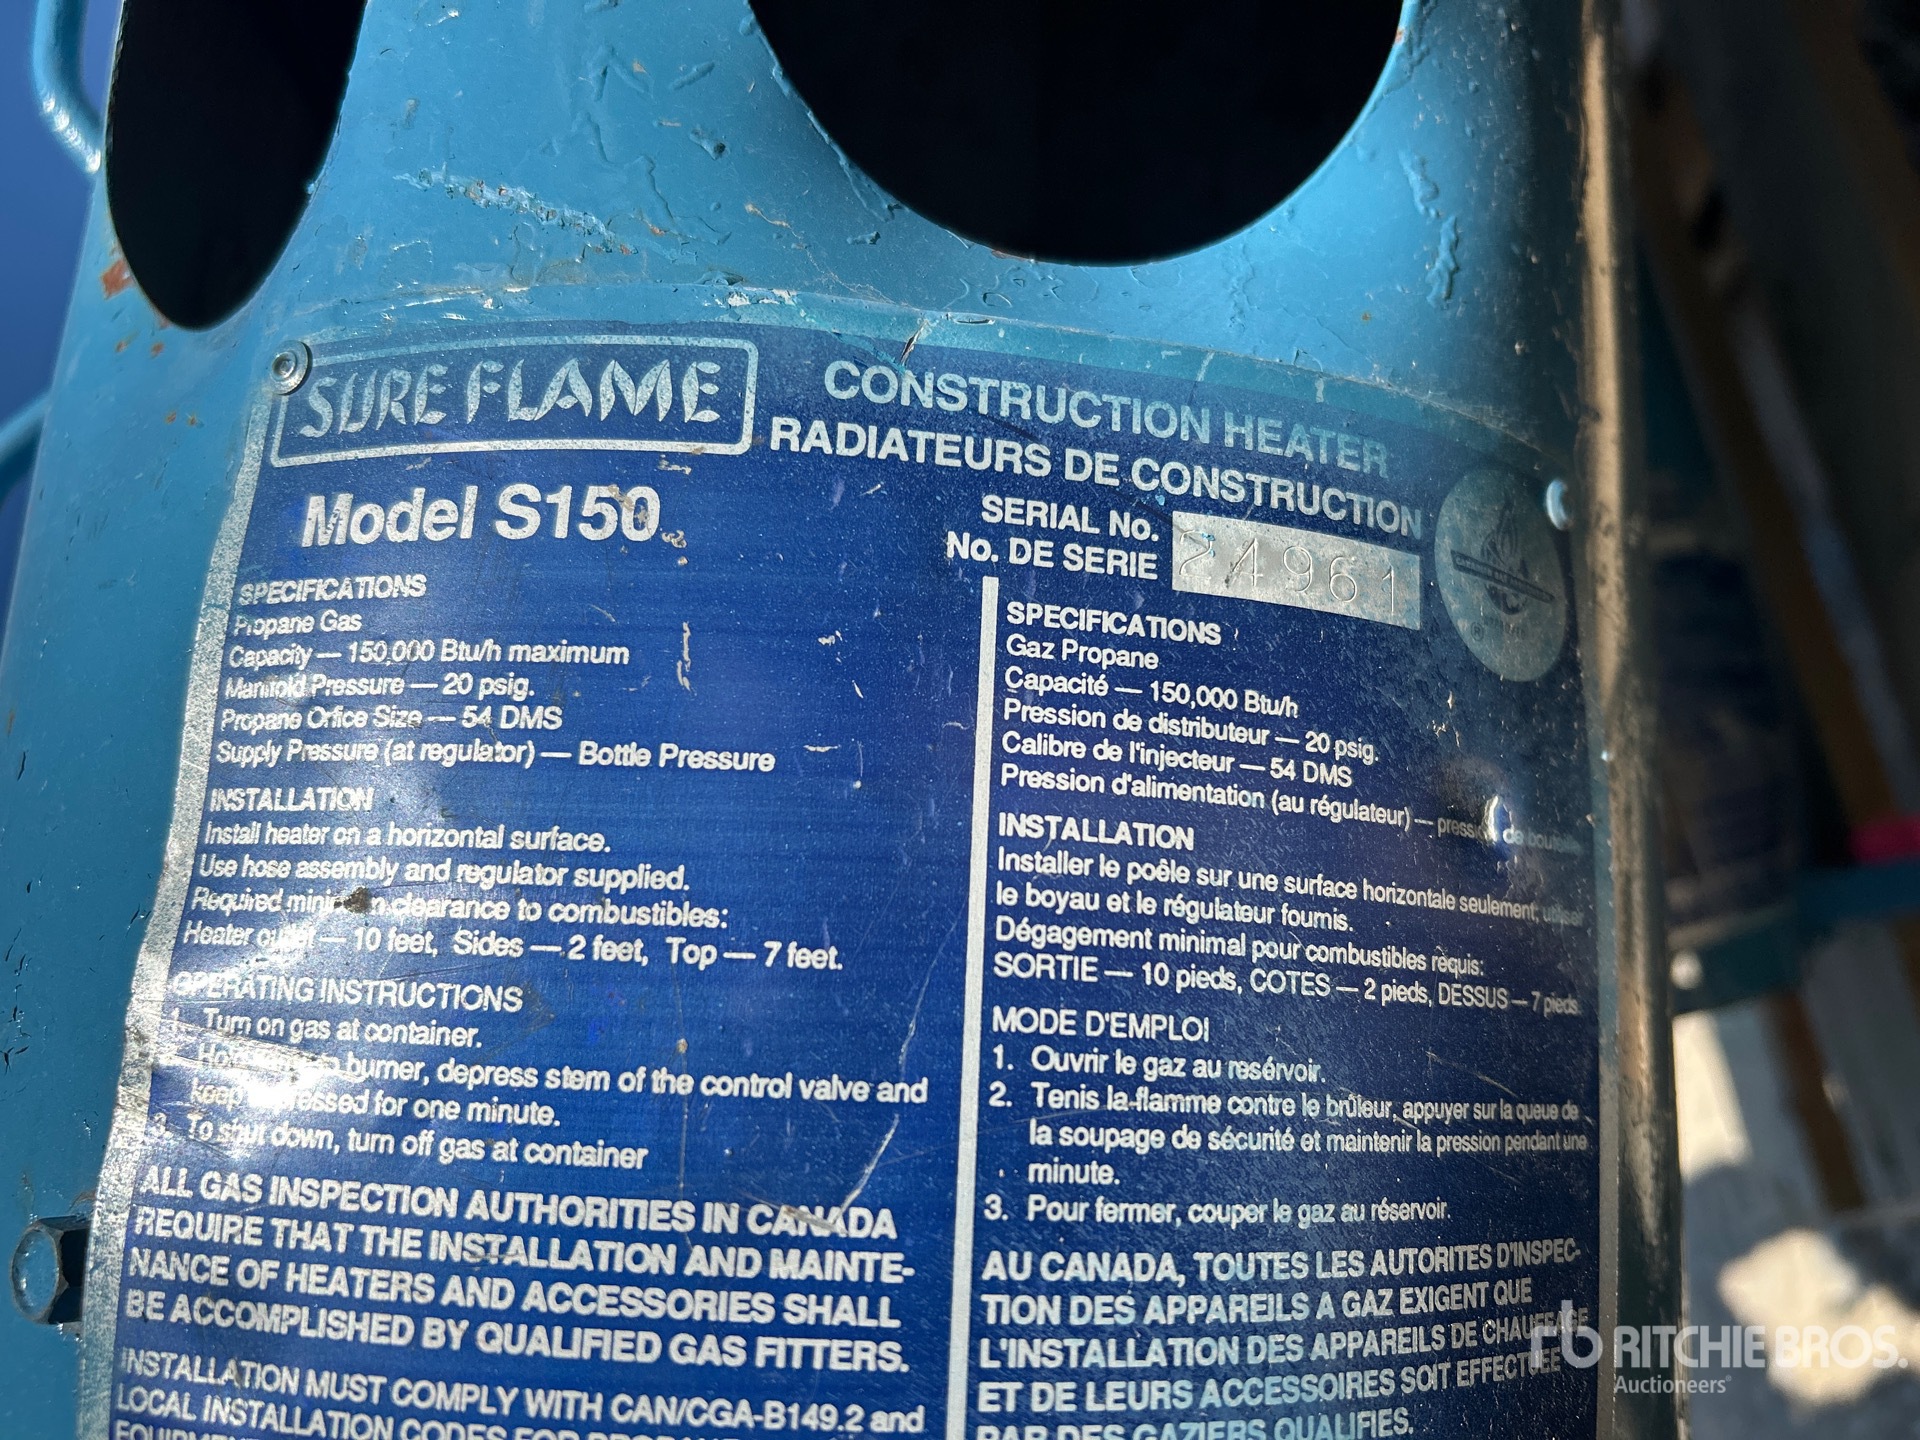 SURE FLAME
CONSTRUCTION HEATER
RADIATEURS DE CONSTRUCTION
Model S150
SERIAL No.
No. DE SERIE
24961
SPECIFICATIONS
Propane Gas
Capacity — 150,000 Btu/h maximum
Manifold Pressure — 20 psig.
Propane Orfice Size — 54 DMS
Supply Pressure (at regulator) — Bottle Pressure
INSTALLATION
Install heater on a horizontal surface.
Use hose assembly and regulator supplied.
Required minimum clearance to combustibles:
Heater outlet — 10 feet, Sides — 2 feet, Top — 7 feet.
OPERATING INSTRUCTIONS
1. Turn on gas at container.
burner, depress stem of the control valve and
keep depressed for one minute.
3. To shut down, turn off gas at container
ALL GAS INSPECTION AUTHORITIES IN CANADA
REQUIRE THAT THE INSTALLATION AND MAINTE-
NANCE OF HEATERS AND ACCESSORIES SHALL
BE ACCOMPLISHED BY QUALIFIED GAS FITTERS.
INSTALLATION MUST COMPLY WITH CAN/CGA-B149.2 and
LOCAL INSTALLATION CODES FOR
SPECIFICATIONS
Gaz Propane
Capacité — 150,000 Btu/h
Pression de distributeur — 20 psig.
Calibre de l'injecteur — 54 DMS
Pression d'alimentation (au régulateur) — pression de bouteille
INSTALLATION
Installer le poêle sur une surface horizontale seulement; utiliser
le boyau et le régulateur fournis.
Dégagement minimal pour combustibles requis:
SORTIE — 10 pieds, COTES — 2 pieds, DESSUS — 7 pieds.
MODE D'EMPLOI
1. Ouvrir le gaz au resérvoir.
2. Tenis la flamme contre le brûleur, appuyer sur la queue de
la soupage de sécurité et maintenir la pression pendant une
minute.
3. Pour fermer, couper le gaz au réservoir.
AU CANADA, TOUTES LES AUTORITES D'INSPEC-
TION DES APPAREILS A GAZ EXIGENT QUE
L'INSTALLATION DES APPAREILS DE CHAUFFAGE
ET DE LEURS ACCESSOIRES SOIT EFFECTUEE
PAR DES GAZIERS QUALIFIES.
rb RITCHIE BROS.
Auctioneers